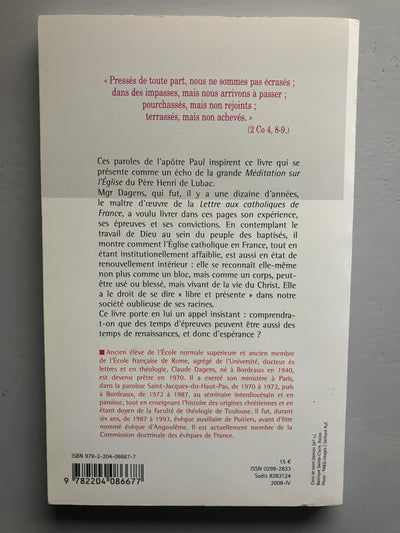 « Pressés de toute part, nous ne sommes pas écrasés ;
dans des impasses, mais nous arrivons à passer ;
pourchassés, mais non rejoints ;
terrassés, mais non achevés. »
(2 Co 4, 8-9.)
Ces paroles de l'apôtre Paul inspirent ce livre qui se
présente comme un écho de la grande Méditation sur
l'Église du Père Henri de Lubac.
Mgr Dagens, qui fut, il y a une dizaine d'années,
le maître d'œuvre de la Lettre aux catholiques de
France, a voulu livrer dans ces pages son expérience,
ses épreuves et ses convictions. En contemplant le
travail de Dieu au sein du peuple des baptisés, il
montre comment l'Église catholique en France, tout en
étant institutionnellement affaiblie, est aussi en état de
renouvellement intérieur : elle se reconnaît elle-même
non plus comme un bloc, mais comme un corps, peut-
être usé ou blessé, mais vivant de la vie du Christ. Elle
a le droit de se dire « libre et présente » dans notre
société oublieuse de ses racines.
Ce livre porte en lui un appel insistant : comprendra-
t-on que des temps d'épreuves peuvent être aussi des
temps de renaissances, et donc d'espérance ?
Ancien élève de l'École normale supérieure et ancien membre
de l'École française de Rome, agrégé de l'Université, docteur ès
lettres et en théologie, Claude Dagens, né à Bordeaux en 1940,
est devenu prêtre en 1970. Il a exercé son ministère à Paris,
dans la paroisse Saint-Jacques-du-Haut-Pas, de 1970 à 1972, puis
à Bordeaux, de 1972 à 1987, au séminaire interdiocésain et en
paroisse, tout en enseignant l'histoire des origines chrétiennes et en
étant doyen de la faculté de théologie de Toulouse. Il fut, durant
six ans, de 1987 à 1993, évêque auxiliaire de Poitiers, avant d'être
nommé évêque d'Angoulême. Il est actuellement membre de la
Commission doctrinale des évêques de France.
ISBN 978-2-204-08667-7
9 782204 086677
15 €
ISSN 0299-2833
Sodis 8283124
2008-IV
Croix de saint Damien (XIIe s.),
Basilique Sainte-Claire, Assise.
Photo : ©KNA-Images / Gerhard Ruf.